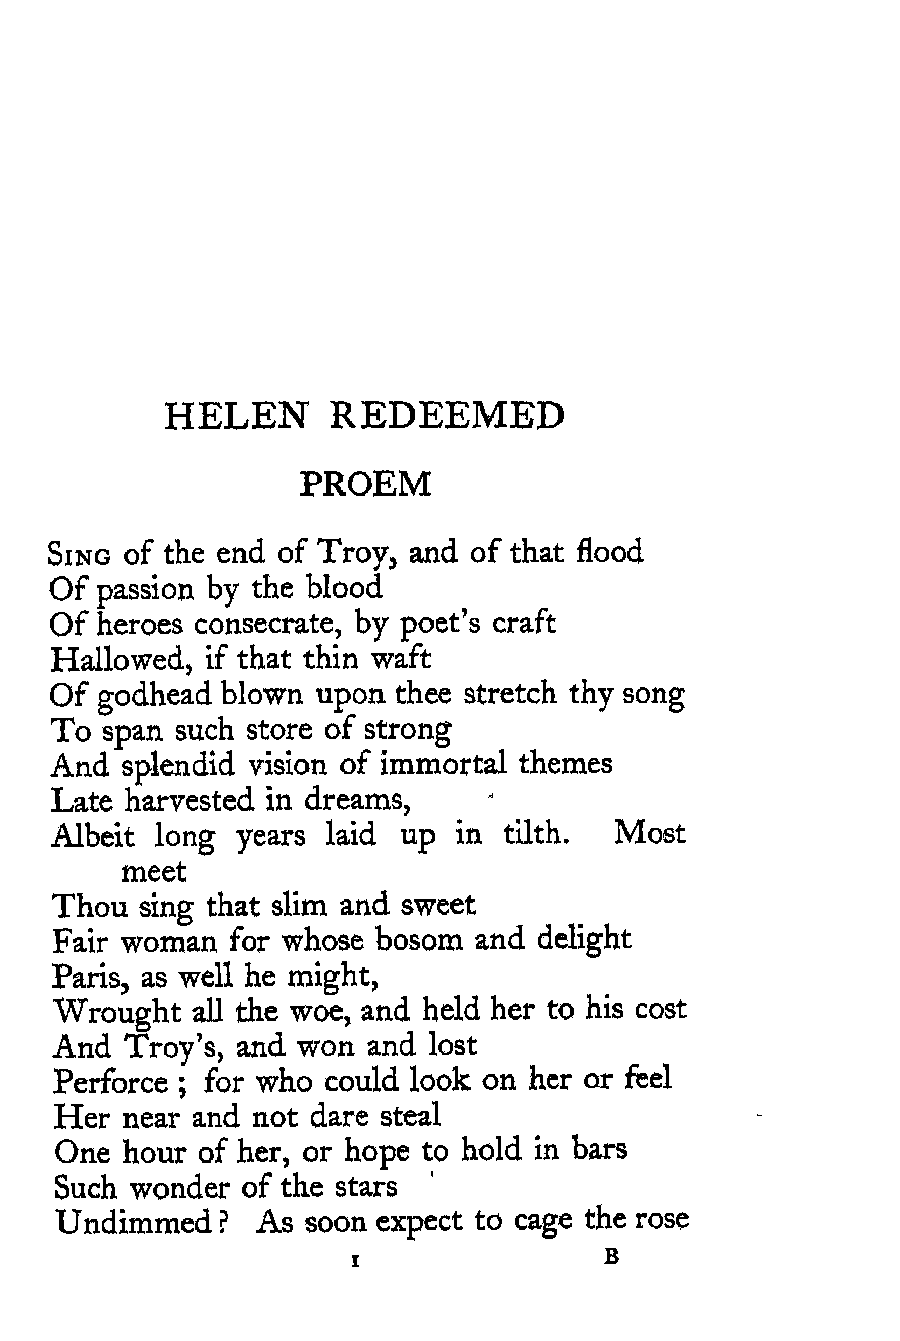 HELEN REDEEMED
PROEM
Sing of the end of Troy, and of that flood
Of passion by the blood
Of heroes consecrate, by poet's craft
Hallowed, if that thin waft
Of godhead blown upon thee stretch thy song
To span such store of strong
And splendid vision of immortal themes
Late harvested in dreams,
Albeit long years laid up in tilth. Most
meet
Thou sing that slim and sweet
Fair woman for whose bosom and delight
Paris, as well he might,
Wrought all the woe, and held her to his cost
And Troy's, and won and lost
Perforce ; for who could look on her or feel
Her near and not dare steal
One hour of her, or hope to hold in bars
Such wonder of the stars
Undimmed ? As soon expect to cage the rose
I B